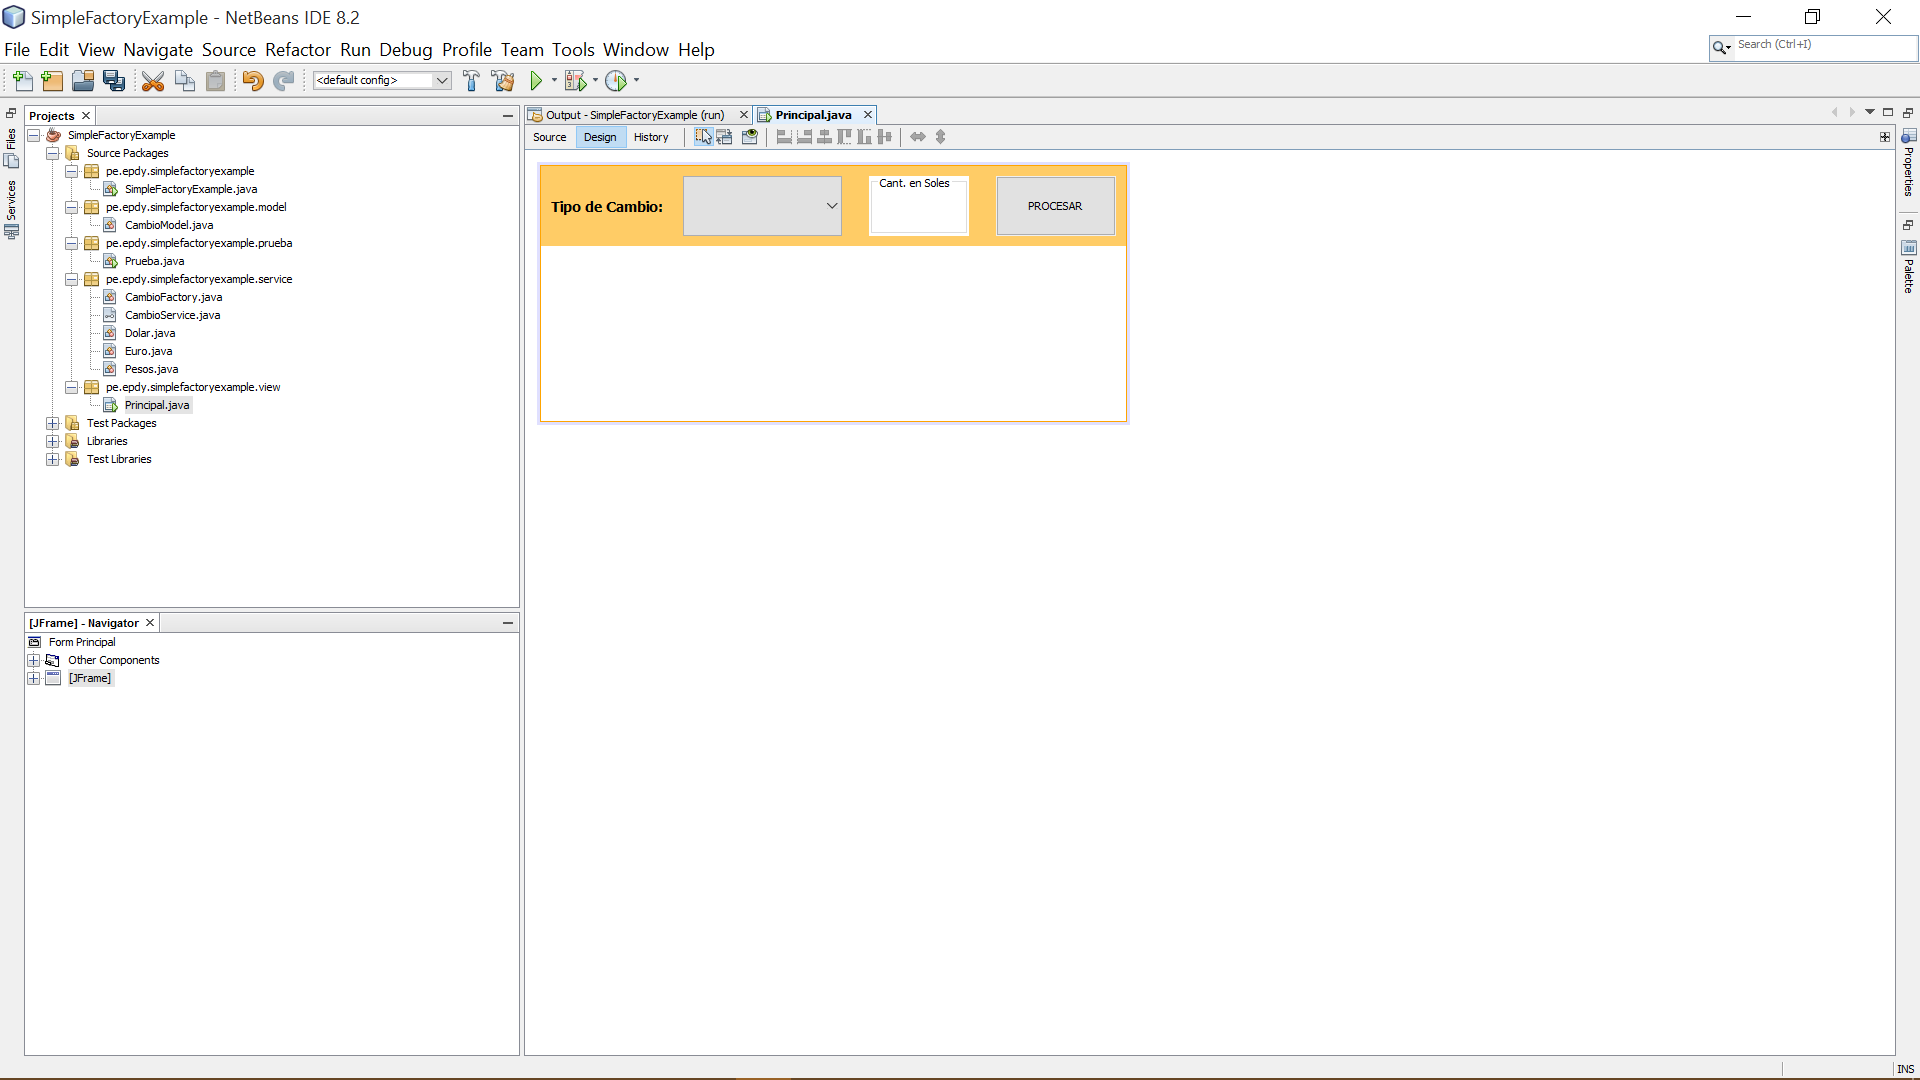 SimpleFactoryExample - NetBeans IDE 8.2
File Edit View Navigate Source Refactor Run Debug Profile Team Tools Window Help
Search (Ctrl+I)
<default config>
Files
Services
Projects
SimpleFactoryExample
Source Packages
pe.epdy.simplefactoryexample
SimpleFactoryExample.java
pe.epdy.simplefactoryexample.model
CambioModel.java
pe.epdy.simplefactoryexample.prueba
Prueba.java
pe.epdy.simplefactoryexample.service
CambioFactory.java
CambioService.java
Dolar.java
Euro.java
Pesos.java
pe.epdy.simplefactoryexample.view
Principal.java
Test Packages
Libraries
Test Libraries
[JFrame] - Navigator
Form Principal
Other Components
[JFrame]
Output - SimpleFactoryExample (run)
Principal.java
Source Design History
Tipo de Cambio:
Cant. en Soles
PROCESAR
Properties
Palette
INS